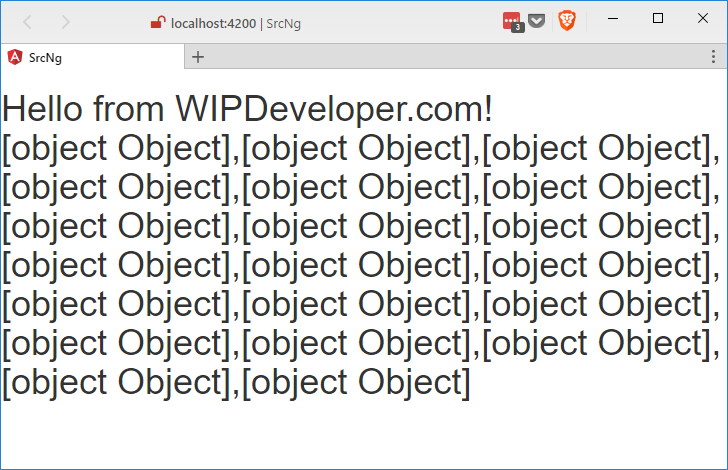 localhost:4200 | SrcNg
3
SrcNg
Hello from WIPDeveloper.com!
[object Object],[object Object],[object Object],
[object Object],[object Object],[object Object],
[object Object],[object Object],[object Object],
[object Object],[object Object],[object Object],
[object Object],[object Object],[object Object],
[object Object],[object Object],[object Object],
[object Object],[object Object]